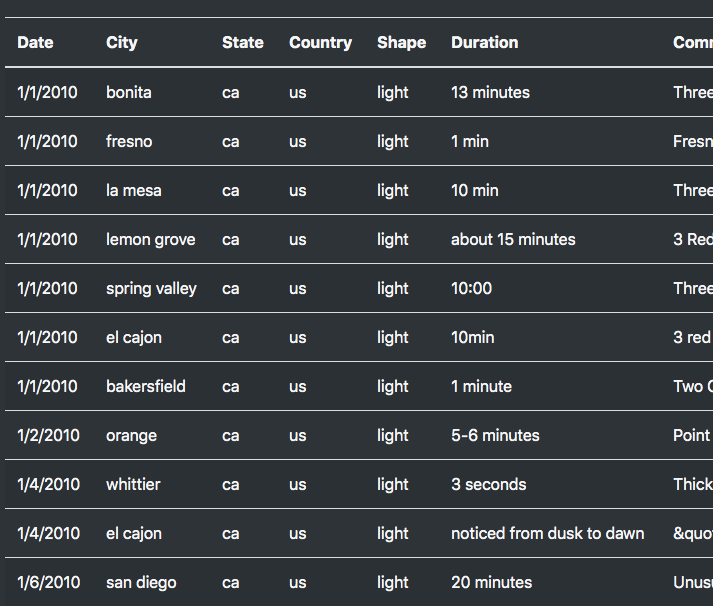 Date City State Country Shape Duration Comm
1/1/2010 bonita ca us light 13 minutes Three
1/1/2010 fresno ca us light 1 min Fresn
1/1/2010 la mesa ca us light 10 min Three
1/1/2010 lemon grove ca us light about 15 minutes 3 Red
1/1/2010 spring valley ca us light 10:00 Three
1/1/2010 el cajon ca us light 10min 3 red
1/1/2010 bakersfield ca us light 1 minute Two
1/2/2010 orange ca us light 5-6 minutes Point
1/4/2010 whittier ca us light 3 seconds Thick
1/4/2010 el cajon ca us light noticed from dusk to dawn &quo
1/6/2010 san diego ca us light 20 minutes Unus